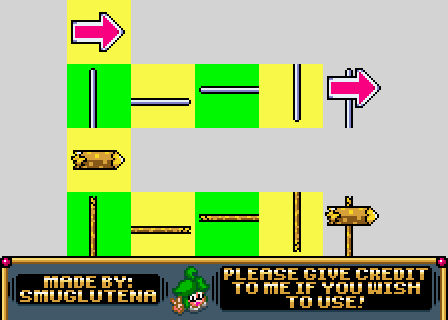 MADE BY:
SMUGLUTENA
PLEASE GIVE CREDIT
TO ME IF YOU WISH
TO USE!